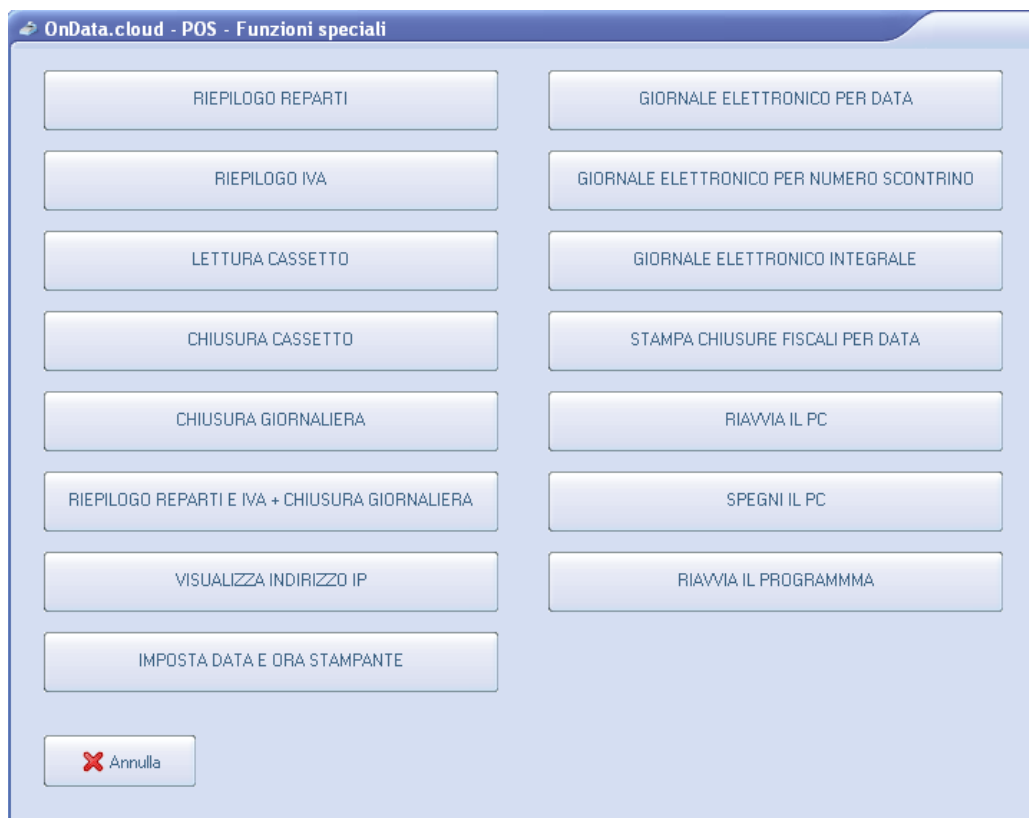 OnData.cloud - POS - Funzioni speciali
RIEPILOGO REPARTI
RIEPILOGO IVA
LETTURA CASSETTO
CHIUSURA CASSETTO
CHIUSURA GIORNALIERA
RIEPILOGO REPARTI E IVA + CHIUSURA GIORNALIERA
VISUALIZZA INDIRIZZO IP
IMPOSTA DATA E ORA STAMPANTE
GIORNALE ELETTRONICO PER DATA
GIORNALE ELETTRONICO PER NUMERO SCONTRINO
GIORNALE ELETTRONICO INTEGRALE
STAMPA CHIUSURE FISCALI PER DATA
RIAVVIA IL PC
SPEGNI IL PC
RIAVVIA IL PROGRAMMMA
Annulla